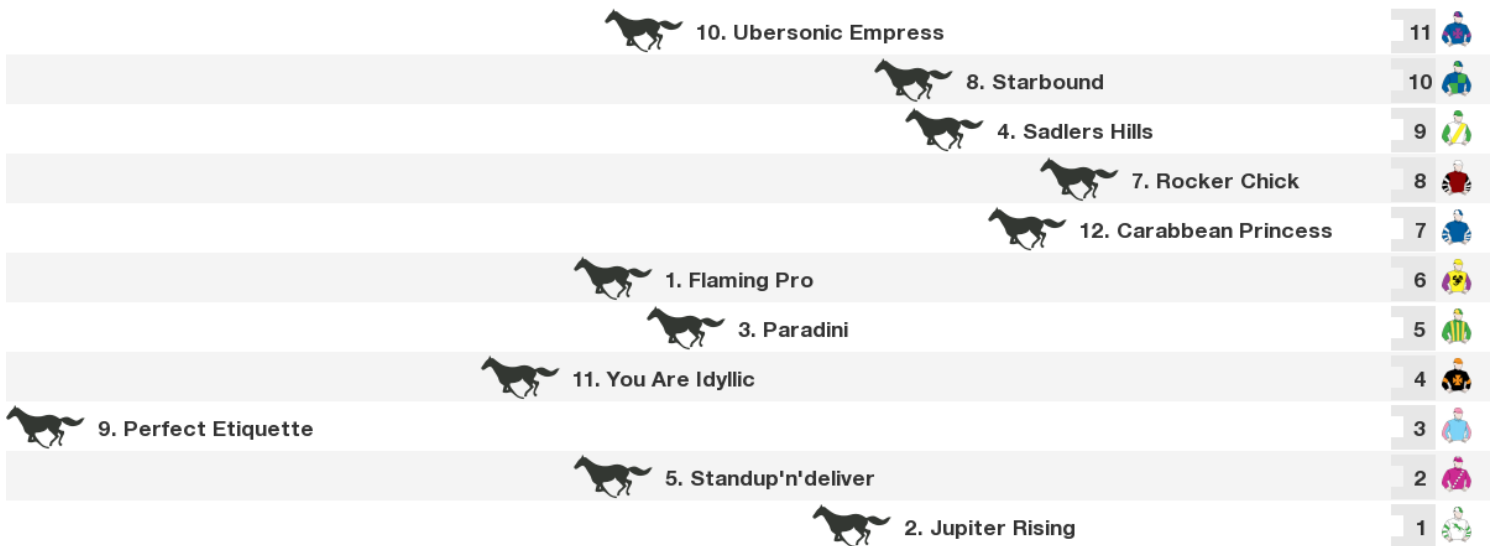 10. Ubersonic Empress 11
8. Starbound 10
4. Sadlers Hills 9
7. Rocker Chick 8
12. Carabbean Princess 7
1. Flaming Pro 6
3. Paradini 5
11. You Are Idyllic 4
9. Perfect Etiquette 3
5. Standup'n'deliver 2
2. Jupiter Rising 1